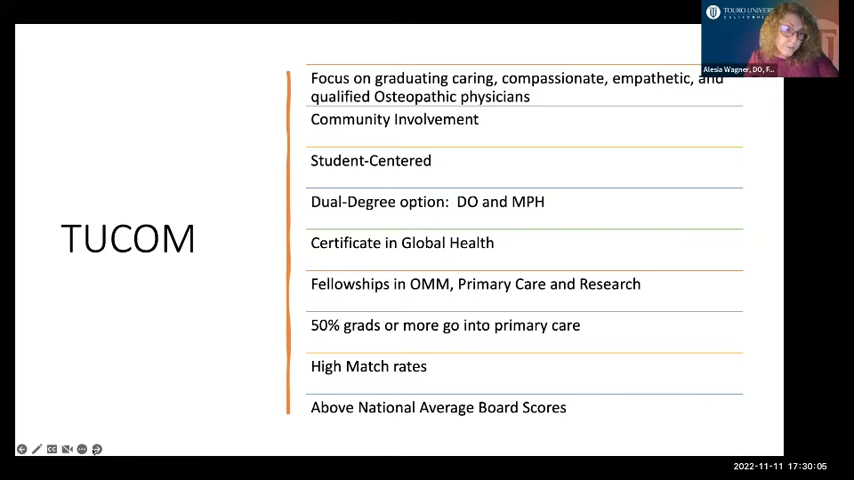 TOURO UNIVERS
CALIFORNIA
Alesia Wagner, DO, F...
Focus on graduating caring, compassionate, empathetic, and
qualified Osteopathic physicians
Community Involvement
Student-Centered
Dual-Degree option: DO and MPH
TUCOM
Certificate in Global Health
Fellowships in OMM, Primary Care and Research
50% grads or more go into primary care
High Match rates
Above National Average Board Scores
2022-11-11 17:30:05